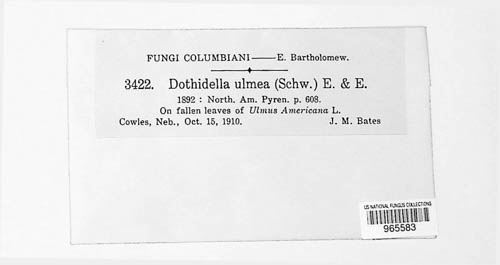 FUNGI COLUMBIANI—E. Bartholomew.
3422. Dothidella ulmea (Schw.) E. & E.
1892 : North. Am. Pyren. p. 608.
On fallen leaves of Ulmus Americana L.
Cowles, Neb., Oct. 15, 1910. J. M. Bates
US NATIONAL FUNGUS COLLECTIONS
965583